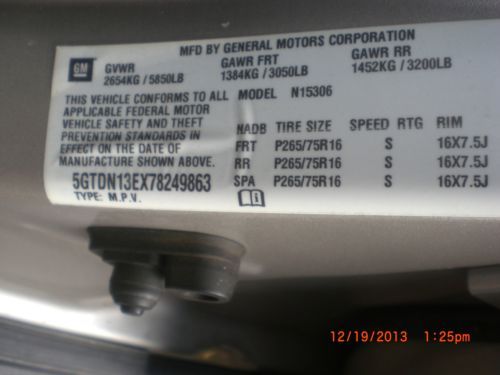 MFD BY GENERAL MOTORS CORPORATION
GM
GVWR GAWR FRT GAWR RR
2654KG / 5850LB 1384KG / 3050LB 1452KG / 3200LB
THIS VEHICLE CONFORMS TO ALL MODEL N15306
APPLICABLE FEDERAL MOTOR
VEHICLE SAFETY AND THEFT
PREVENTION STANDARDS IN
EFFECT ON THE DATE OF
MANUFACTURE SHOWN ABOVE.
NADB TIRE SIZE SPEED RTG RIM
FRT P265/75R16 S 16X7.5J
RR P265/75R16 S 16X7.5J
SPA P265/75R16 S 16X7.5J
5GTDN13EX78249863
TYPE: M.P.V.
12/19/2013 1:25pm